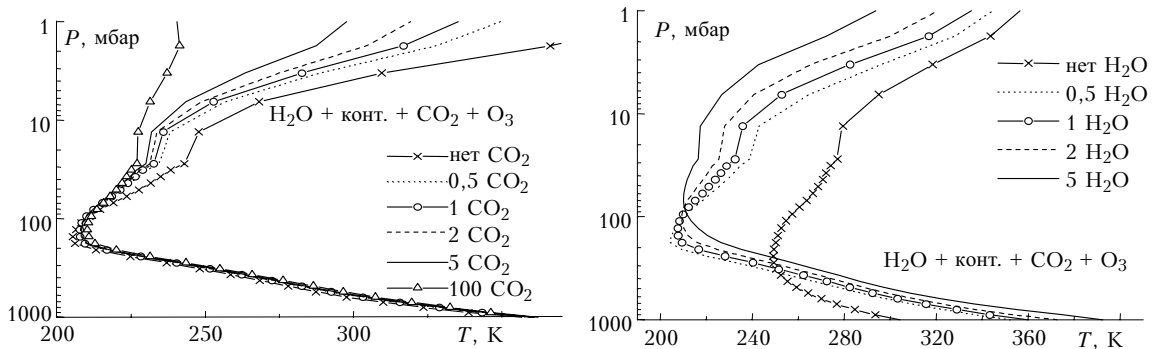 1
P, мбар
10
100
1000
200
250
300
T, K
H₂O + конт. + CO₂ + O₃
нет CO₂
0,5 CO₂
1 CO₂
2 CO₂
5 CO₂
100 CO₂
1
P, мбар
10
100
1000
200
240
280
320
360
T, K
нет H₂O
0,5 H₂O
1 H₂O
2 H₂O
5 H₂O
H₂O + конт. + CO₂ + O₃